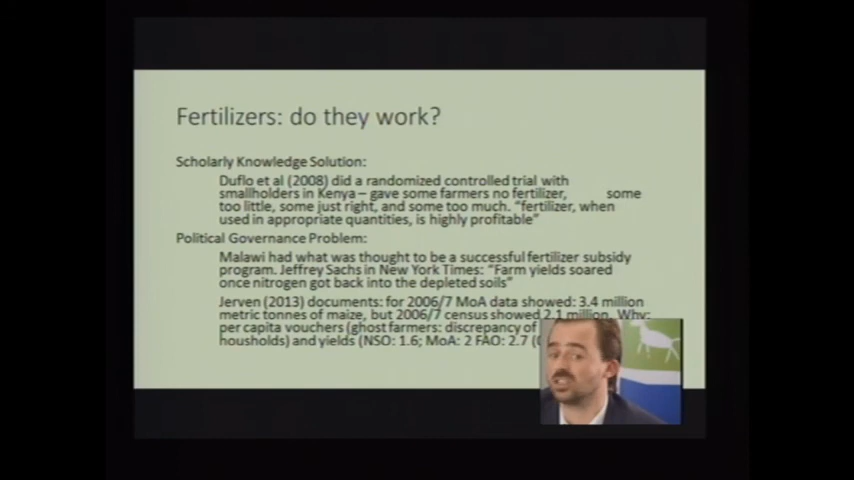 Fertilizers: do they work?
Scholarly Knowledge Solution:
Duflo et al (2008) did a randomized controlled trial with
smallholders in Kenya – gave some farmers no fertilizer, some
too little, some just right, and some too much. "fertilizer, when
used in appropriate quantities, is highly profitable"
Political Governance Problem:
Malawi had what was thought to be a successful fertilizer subsidy
program. Jeffrey Sachs in New York Times: "Farm yields soared
once nitrogen got back into the depleted soils"
Jerven (2013) documents: for 2006/7 MoA data showed: 3.4 million
metric tonnes of maize, but 2006/7 census showed 2.1 million. Why:
per capita vouchers (ghost farmers: discrepancy of
housholds) and yields (NSO: 1.6; MoA: 2 FAO: 2.7